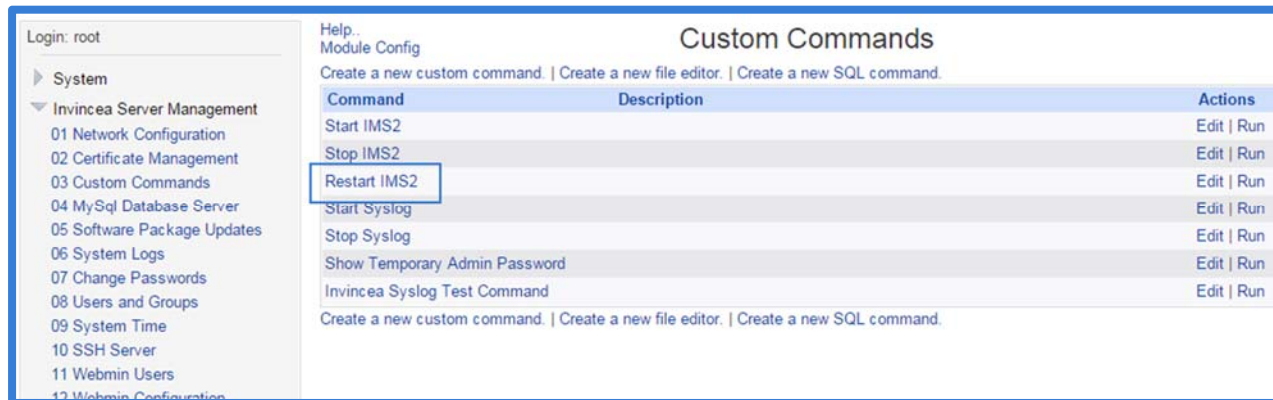 Login: root
System
Invincea Server Management
01 Network Configuration
02 Certificate Management
03 Custom Commands
04 MySql Database Server
05 Software Package Updates
06 System Logs
07 Change Passwords
08 Users and Groups
09 System Time
10 SSH Server
11 Webmin Users
12 Webmin Configuration
Help..
Module Config
Custom Commands
Create a new custom command. | Create a new file editor. | Create a new SQL command.
Command Description Actions
Start IMS2 Edit | Run
Stop IMS2 Edit | Run
Restart IMS2 Edit | Run
Start Syslog Edit | Run
Stop Syslog Edit | Run
Show Temporary Admin Password Edit | Run
Invincea Syslog Test Command Edit | Run
Create a new custom command. | Create a new file editor. | Create a new SQL command.